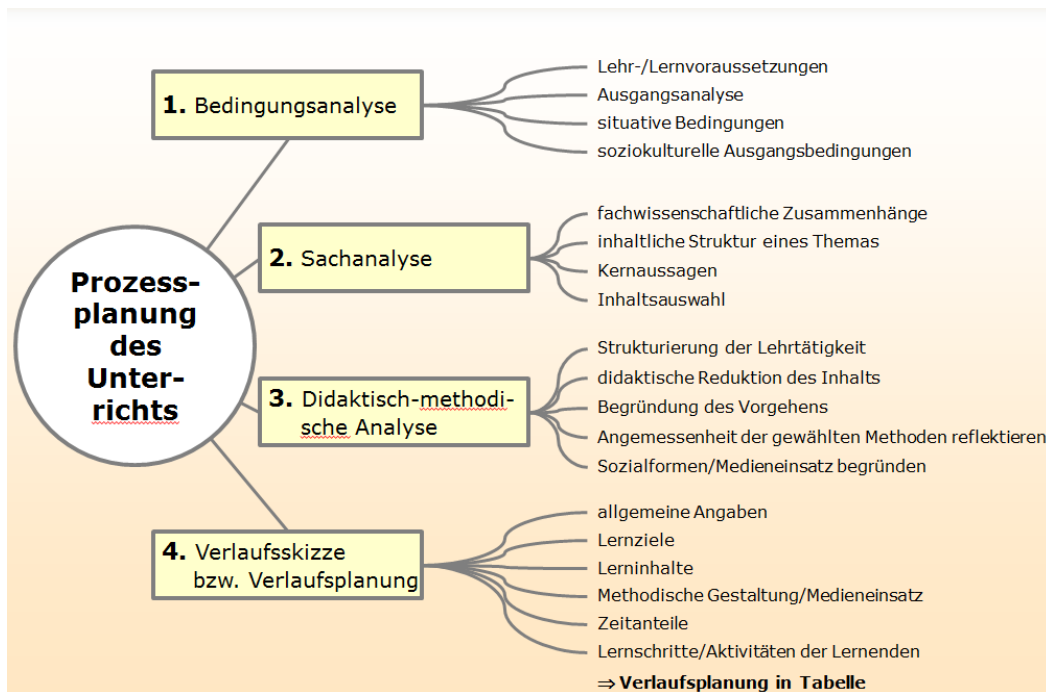 Prozess-
planung
des
Unter-
richts
1. Bedingungsanalyse
Lehr-/Lernvoraussetzungen
Ausgangsanalyse
situative Bedingungen
soziokulturelle Ausgangsbedingungen
2. Sachanalyse
fachwissenschaftliche Zusammenhänge
inhaltliche Struktur eines Themas
Kernaussagen
Inhaltsauswahl
3. Didaktisch-methodi-
sche Analyse
Strukturierung der Lehrtätigkeit
didaktische Reduktion des Inhalts
Begründung des Vorgehens
Angemessenheit der gewählten Methoden reflektieren
Sozialformen/Medieneinsatz begründen
4. Verlaufsskizze
bzw. Verlaufsplanung
allgemeine Angaben
Lernziele
Lerninhalte
Methodische Gestaltung/Medieneinsatz
Zeitanteile
Lernschritte/Aktivitäten der Lernenden
⇒ Verlaufsplanung in Tabelle